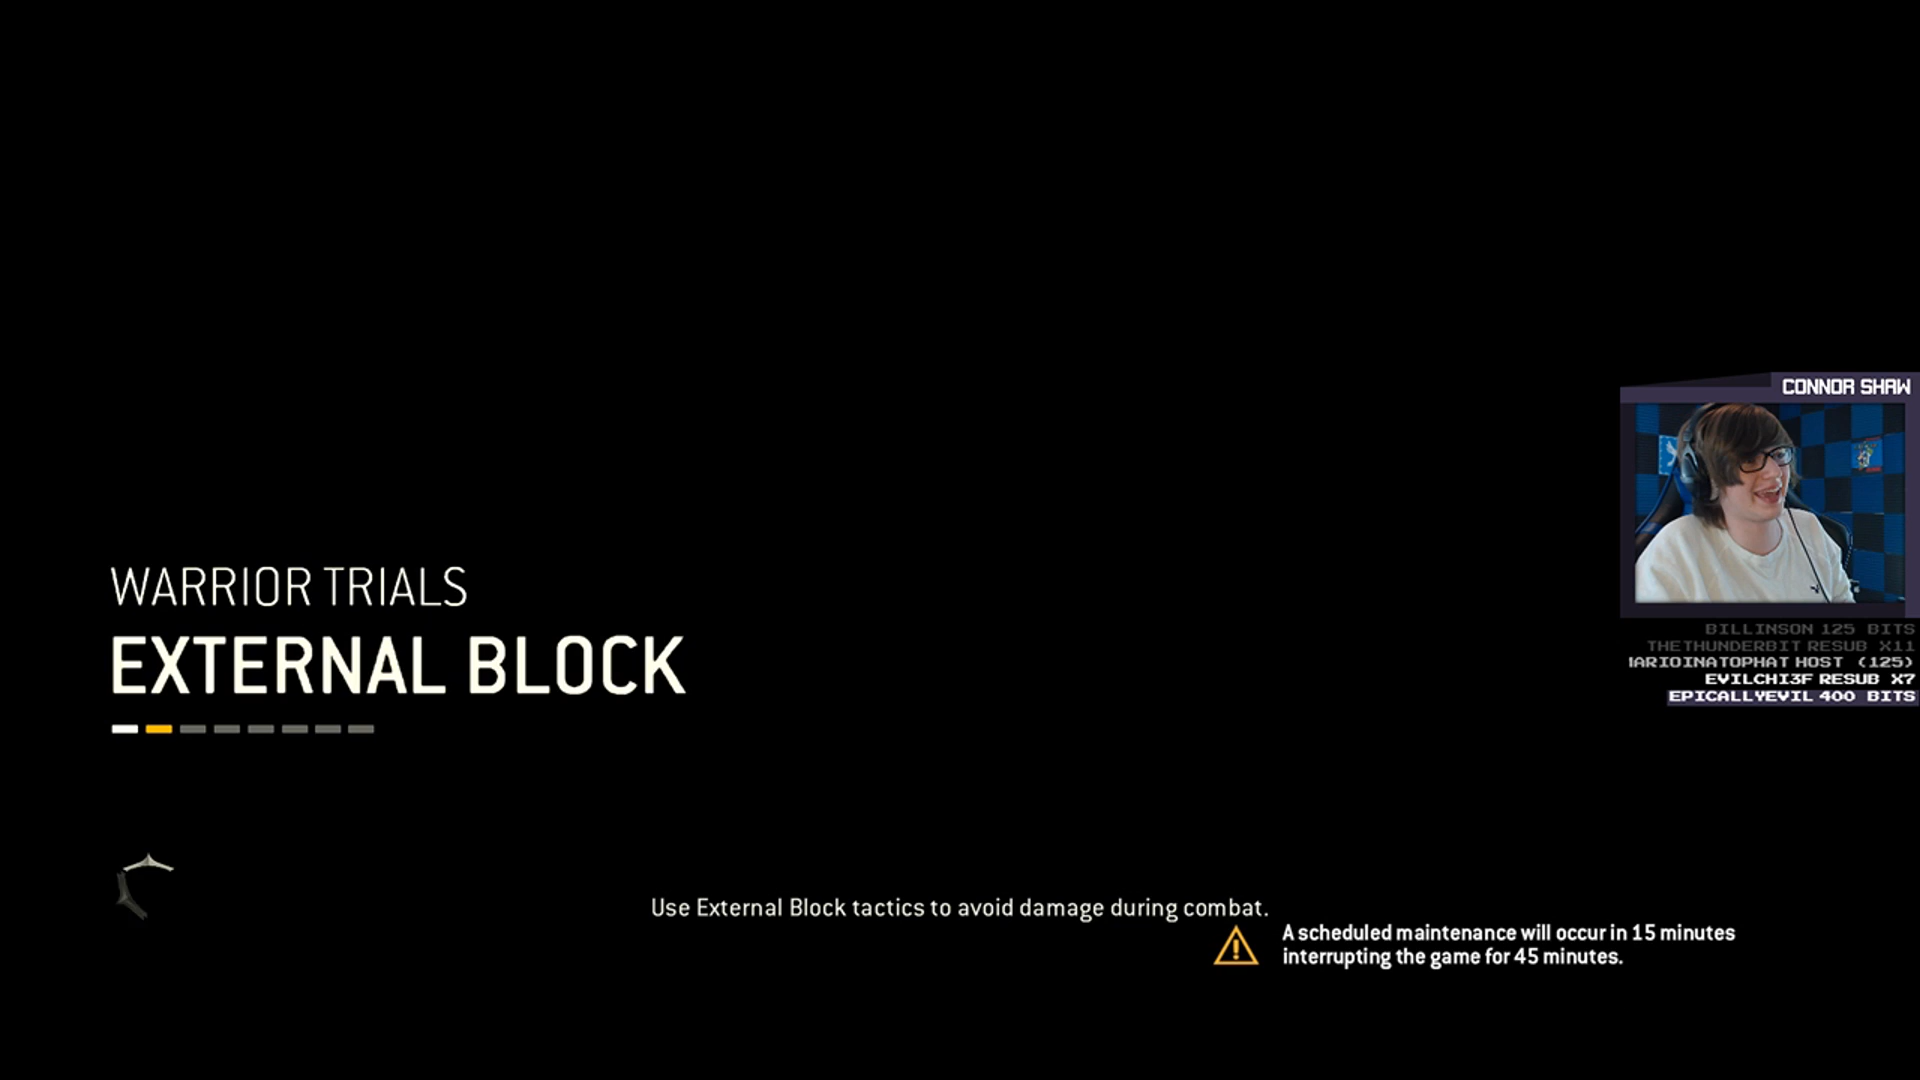 CONNOR SHAW
BILLINSON 125 BITS
THETHUNDERBIT RESUB X11
IARIOINATOPHAT HOST (125)
EVILCHI3F RESUB X7
EPICALLYEVIL 400 BITS
WARRIOR TRIALS
EXTERNAL BLOCK
Use External Block tactics to avoid damage during combat.
A scheduled maintenance will occur in 15 minutes
interrupting the game for 45 minutes.